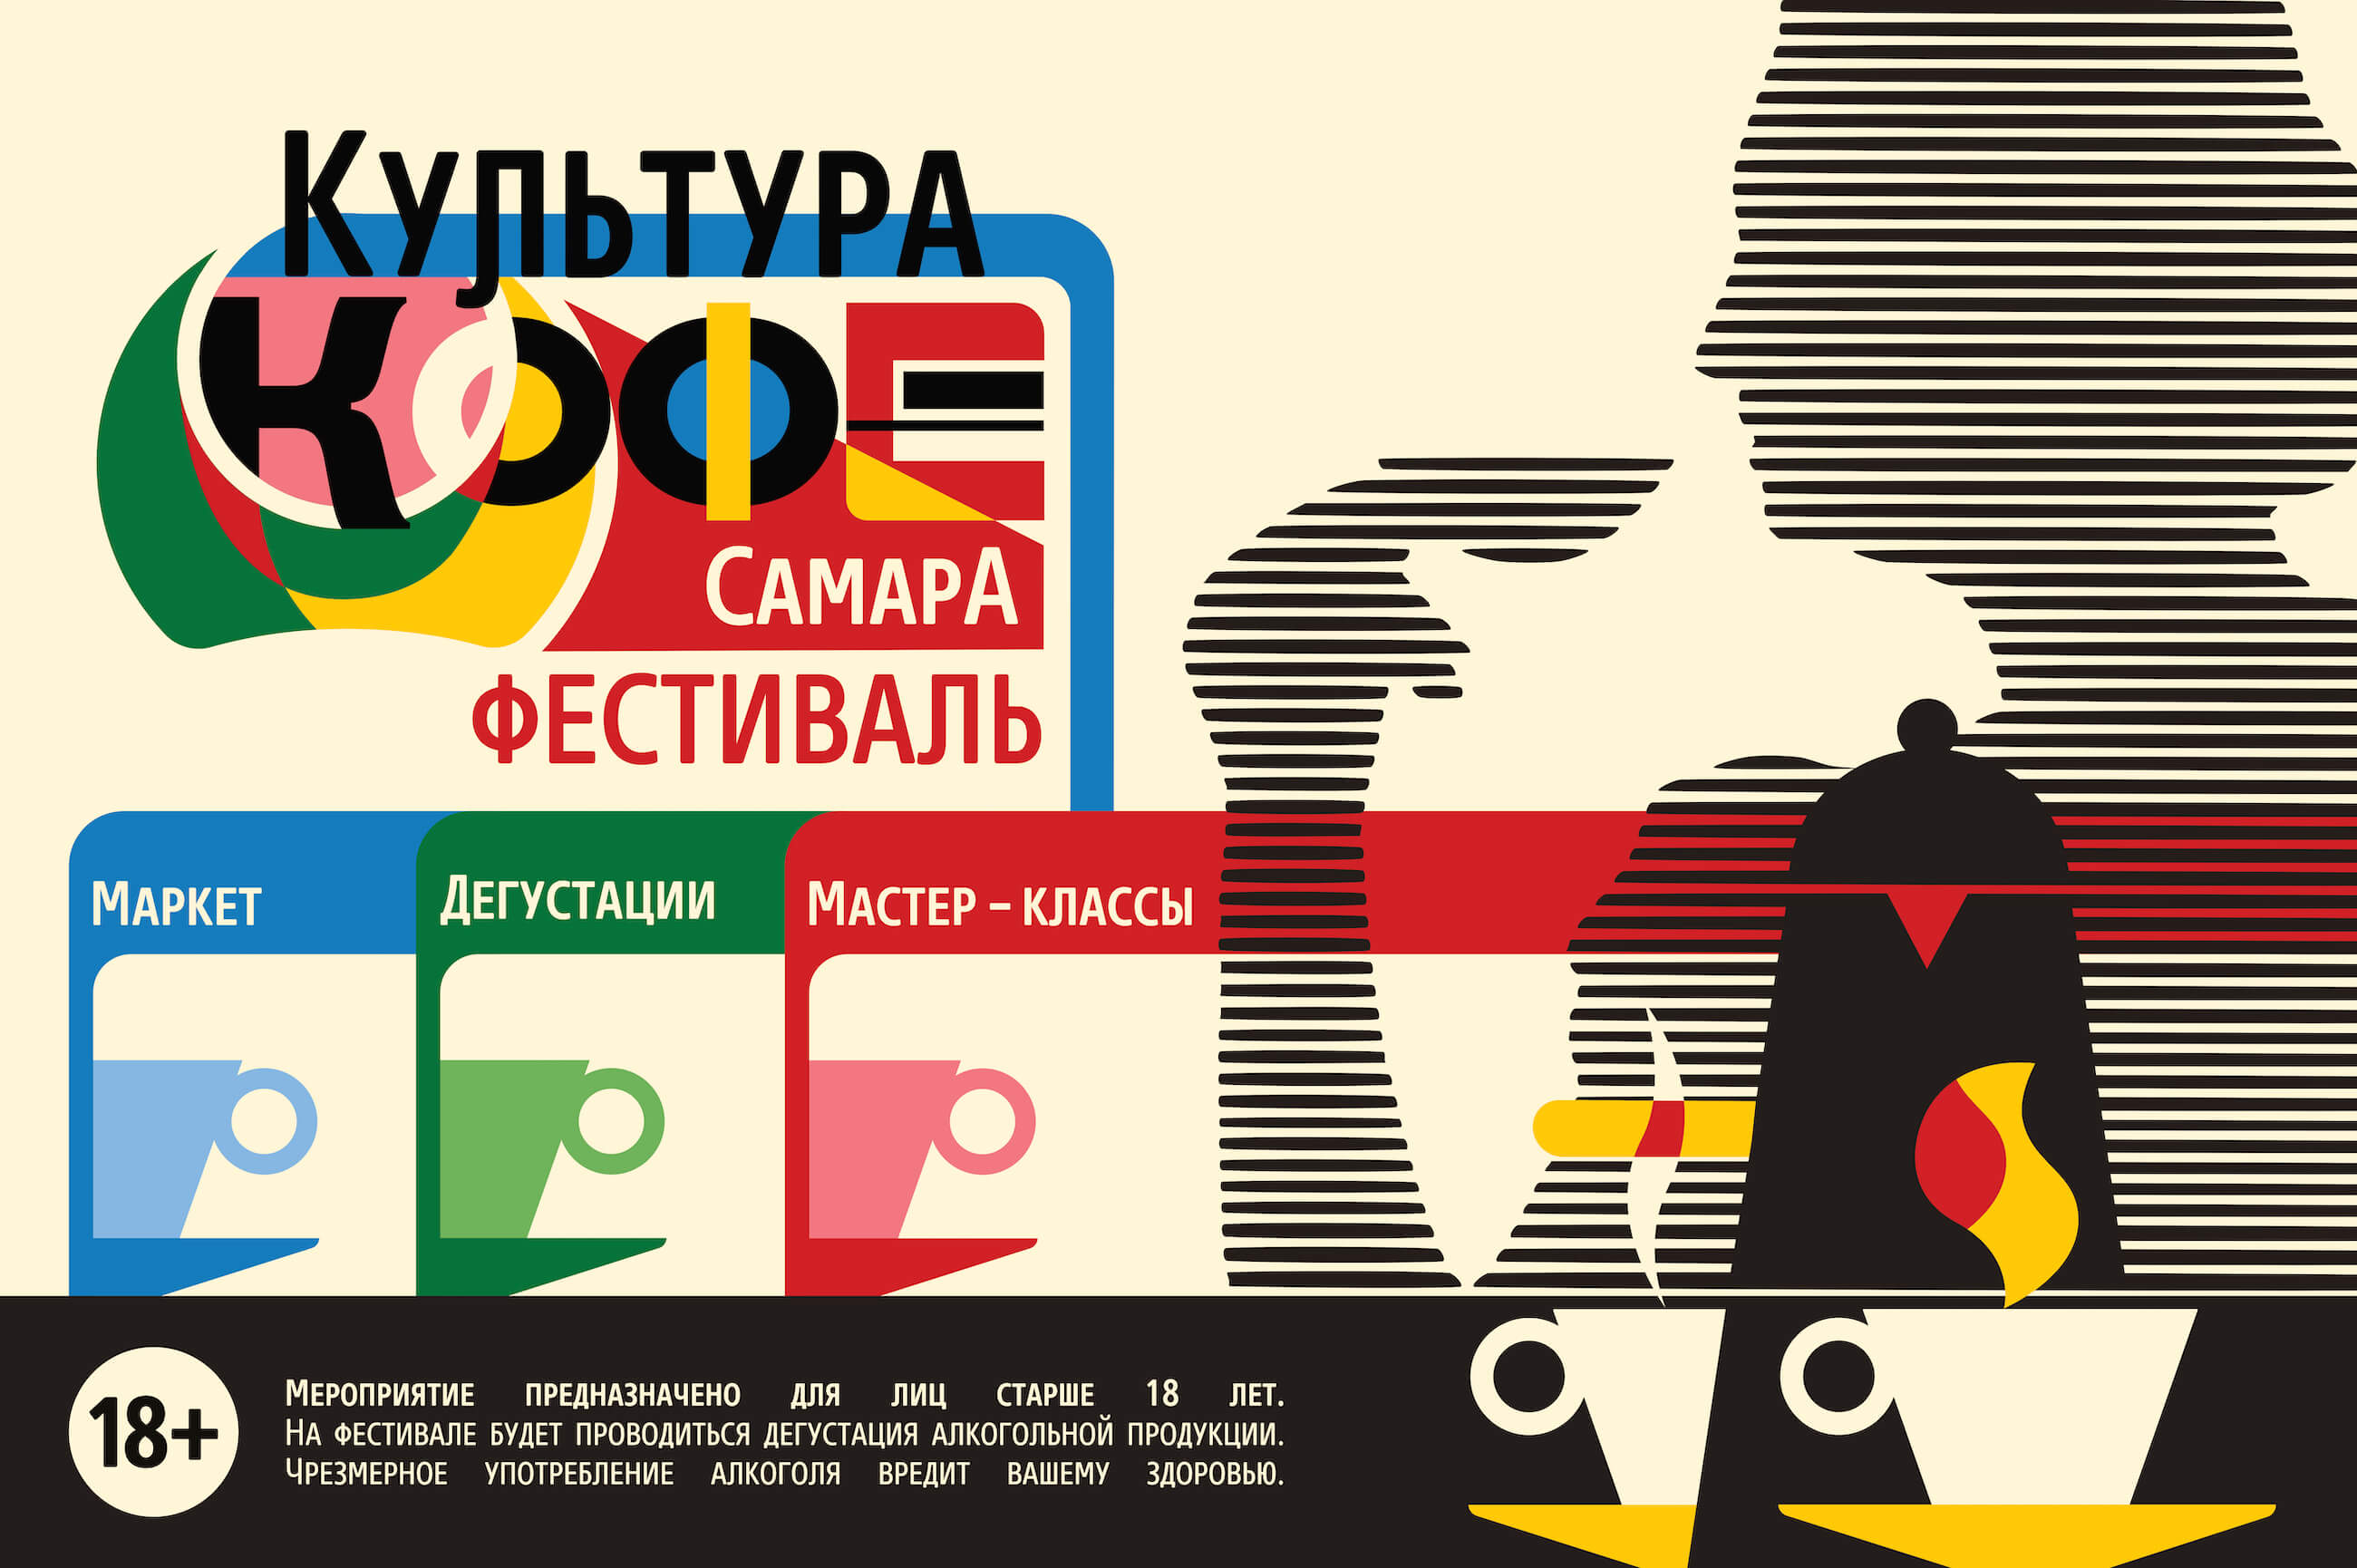 Культура
КОФЕ
СамарА
ФЕСТИВАЛЬ
Маркет
Дегустации
Мастер – классы
18+
Мероприятие предназначено для лиц старше 18 лет.
На фестивале будет проводиться дегустация алкогольной продукции.
Чрезмерное употребление алкоголя вредит вашему здоровью.